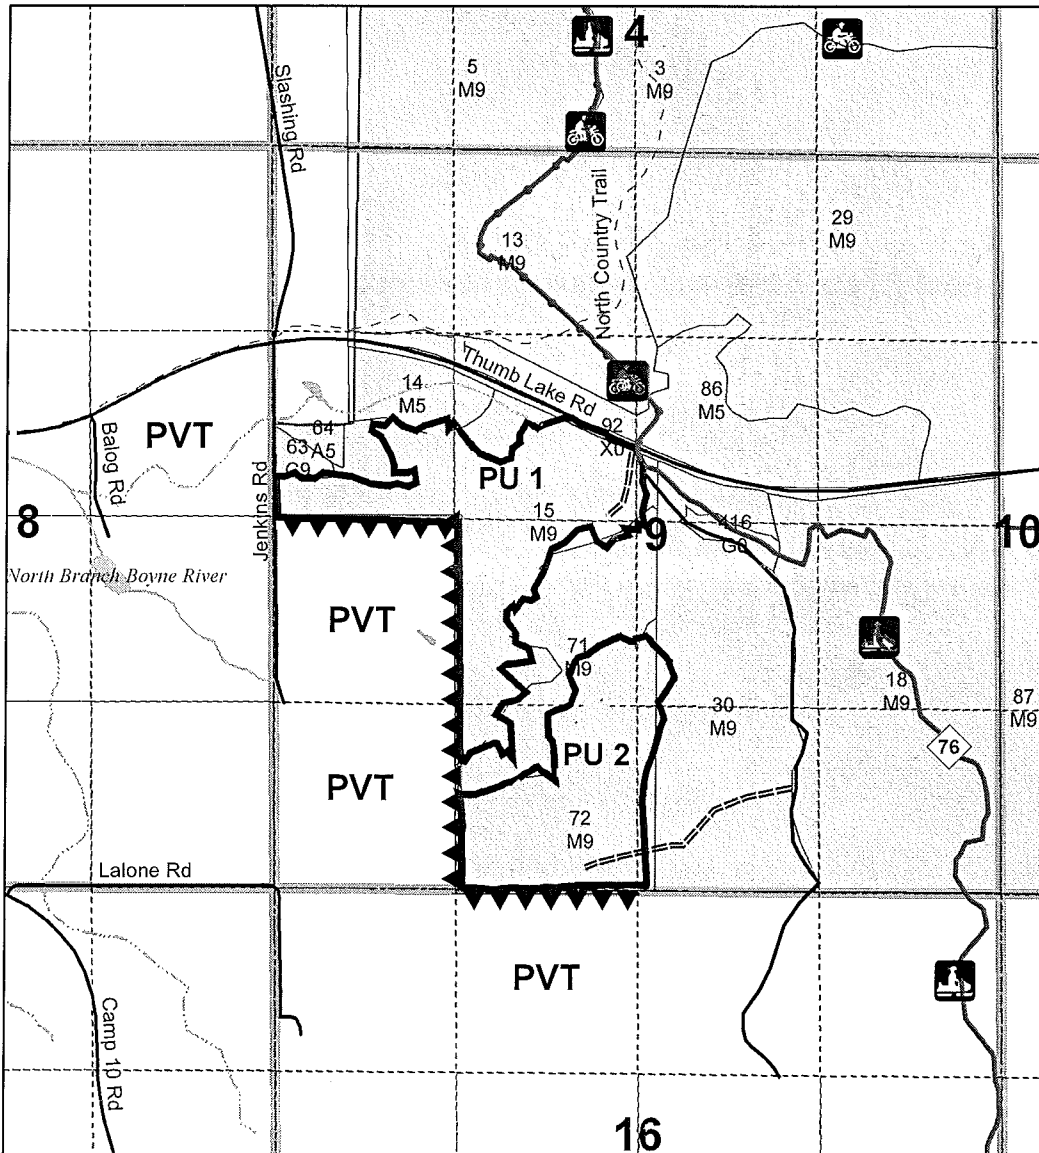 4
5
M9
3
M9
Slashing Rd
North Country Trail
29
M9
13
M9
Thumb Lake Rd
14
M5
86
M5
PVT
Balog Rd
64
A5
63
G9
92
X0
PU 1
Jenkins Rd
8
15
M9
9
416
G0
10
North Branch Boyne River
PVT
71
M9
18
M9
87
M9
30
M9
76
PU 2
PVT
72
M9
Lalone Rd
PVT
Camp 10 Rd
16